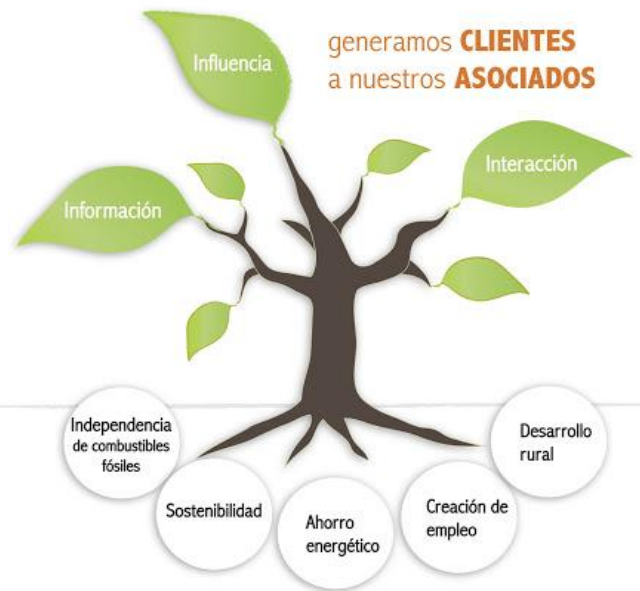 generamos CLIENTES
a nuestros ASOCIADOS
Influencia
Interacción
Información
Independencia
de combustibles
fósiles
Sostenibilidad
Ahorro
energético
Creación de
empleo
Desarrollo
rural